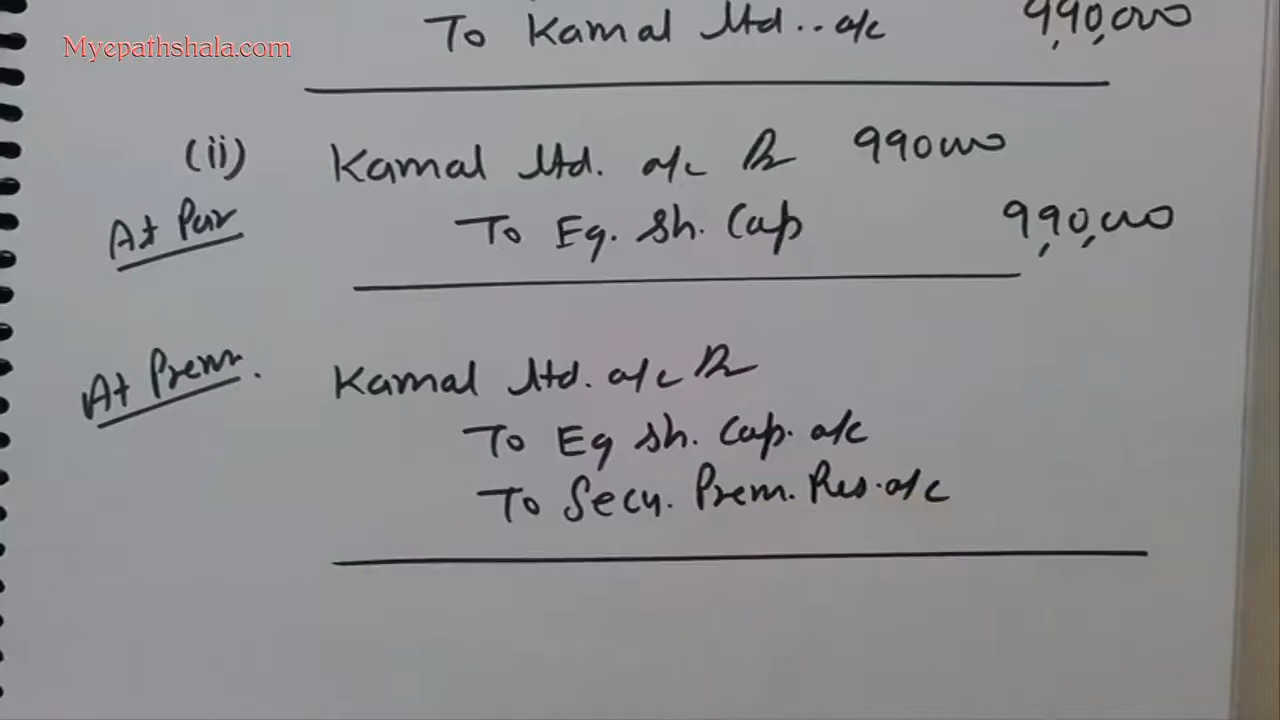 To Kamal Ltd.. a/c 9,90,000
Myepathshala.com
(ii) Kamal Ltd. a/c Dr 990000
At Par To Eq. Sh. Cap 9,90,000
At Prem. Kamal Ltd. a/c Dr
To Eq Sh. Cap. a/c
To Secu. Prem. Res. a/c